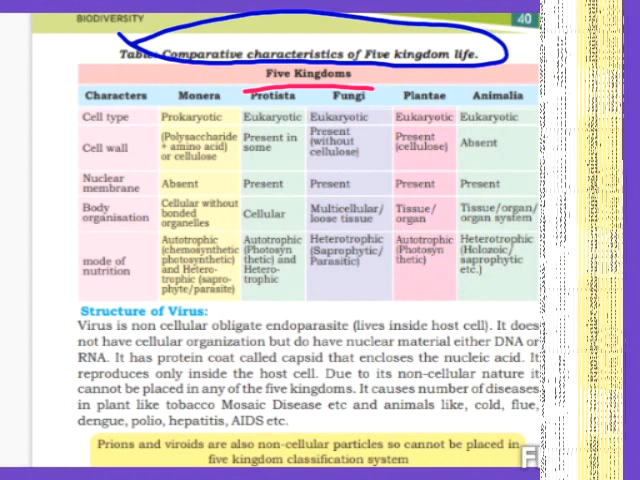 BIODIVERSITY 40
Table: Comparative characteristics of Five kingdom life.
Five Kingdoms
Characters Monera Protista Fungi Plantae Animalia
Cell type Prokaryotic Eukaryotic Eukaryotic Eukaryotic Eukaryotic
Cell wall
(Polysaccharide
+ amino acid)
or cellulose
Present in
some
Present
(without
cellulose)
Present
(cellulose)
Absent
Nuclear
membrane
Absent Present Present Present Present
Body
organisation
Cellular without
bonded
organelles
Cellular
Multicellular/
loose tissue
Tissue/
organ
Tissue/organ/
organ system
mode of
nutrition
Autotrophic
(chemosynthetic
photosynthetic)
and Hetero-
trophic (sapro-
phyte/parasite)
Autotrophic
(Photosyn
thetic) and
Hetero-
trophic
Heterotrophic
(Saprophytic/
Parasitic)
Autotrophic
(Photosyn
thetic)
Heterotrophic
(Holozoic/
saprophytic
etc.)
Structure of Virus:
Virus is non cellular obligate endoparasite (lives inside host cell). It does
not have cellular organization but do have nuclear material either DNA or
RNA. It has protein coat called capsid that encloses the nucleic acid. It
reproduces only inside the host cell. Due to its non-cellular nature it
cannot be placed in any of the five kingdoms. It causes number of diseases
in plant like tobacco Mosaic Disease etc and animals like, cold, flue,
dengue, polio, hepatitis, AIDS etc.
Prions and viroids are also non-cellular particles so cannot be placed in
five kingdom classification system